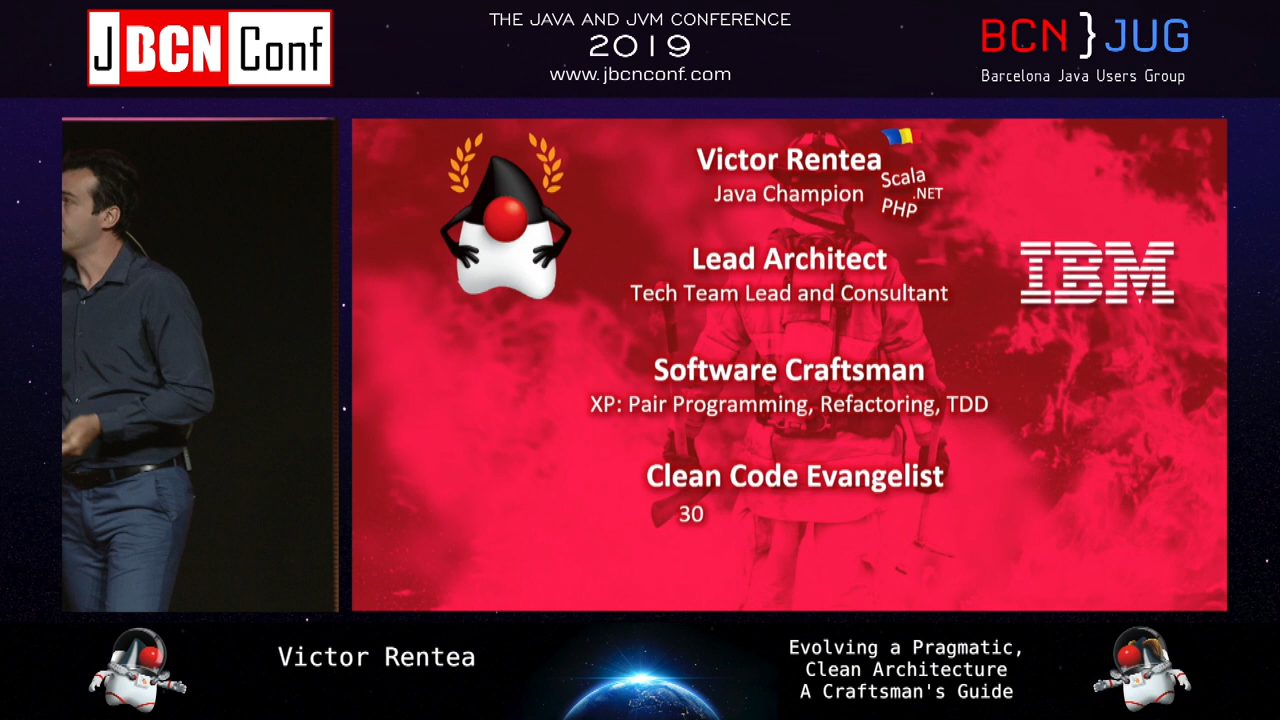 J BCN Conf
THE JAVA AND JVM CONFERENCE
2019
www.jbcnconf.com
BCN } JUG
Barcelona Java Users Group
Victor Rentea
Java Champion
Scala
.NET
PHP
Lead Architect
Tech Team Lead and Consultant
IBM
Software Craftsman
XP: Pair Programming, Refactoring, TDD
Clean Code Evangelist
30
Victor Rentea
Evolving a Pragmatic,
Clean Architecture
A Craftsman's Guide